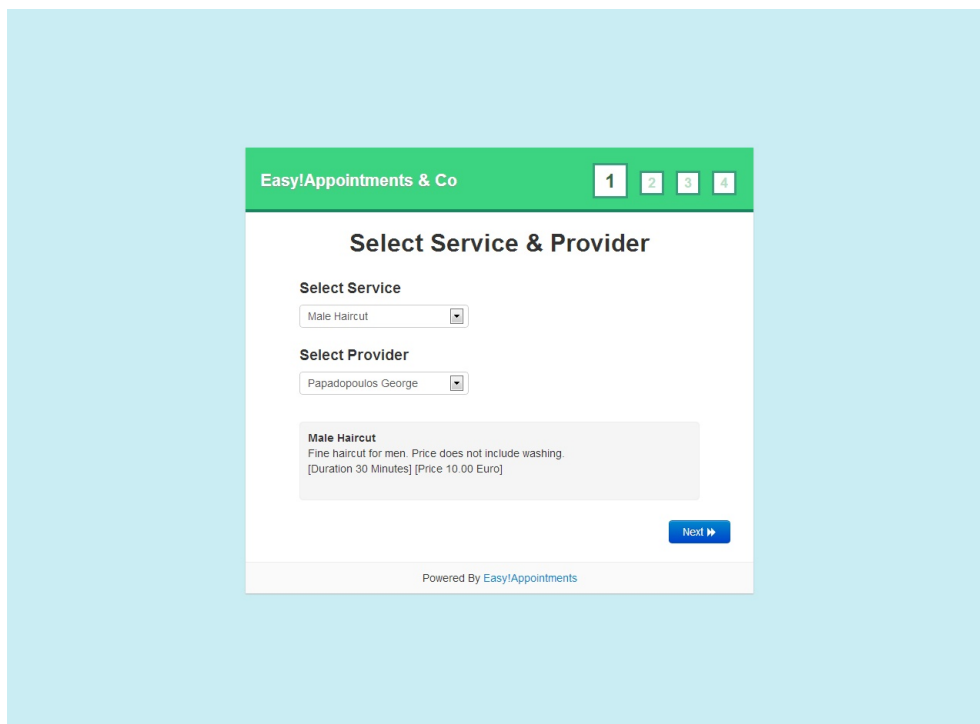 Easy!Appointments & Co
1 2 3 4
Select Service & Provider
Select Service
Male Haircut
Select Provider
Papadopoulos George
Male Haircut
Fine haircut for men. Price does not include washing.
[Duration 30 Minutes] [Price 10.00 Euro]
Next
Powered By Easy!Appointments